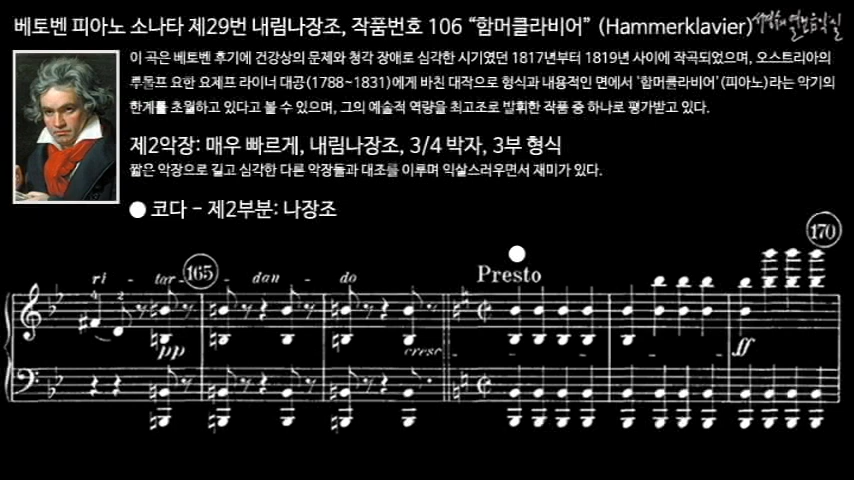 베토벤 피아노 소나타 제29번 내림나장조, 작품번호 106 “함머클라비어” (Hammerklavier)
이 곡은 베토벤 후기에 건강상의 문제와 청각 장애로 심각한 시기였던 1817년부터 1819년 사이에 작곡되었으며, 오스트리아의
루돌프 요한 요제프 라이너 대공(1788~1831)에게 바친 대작으로 형식과 내용적인 면에서 '함머클라비어'(피아노)라는 악기의
한계를 초월하고 있다고 볼 수 있으며, 그의 예술적 역량을 최고조로 발휘한 작품 중 하나로 평가받고 있다.
제2악장: 매우 빠르게, 내림나장조, 3/4 박자, 3부 형식
짧은 악장으로 길고 심각한 다른 악장들과 대조를 이루며 익살스러우면서 재미가 있다.
● 코다 - 제2부분: 나장조
170
ri - tar - 165 - dan - do
Presto
4 2
pp
cresc
ff